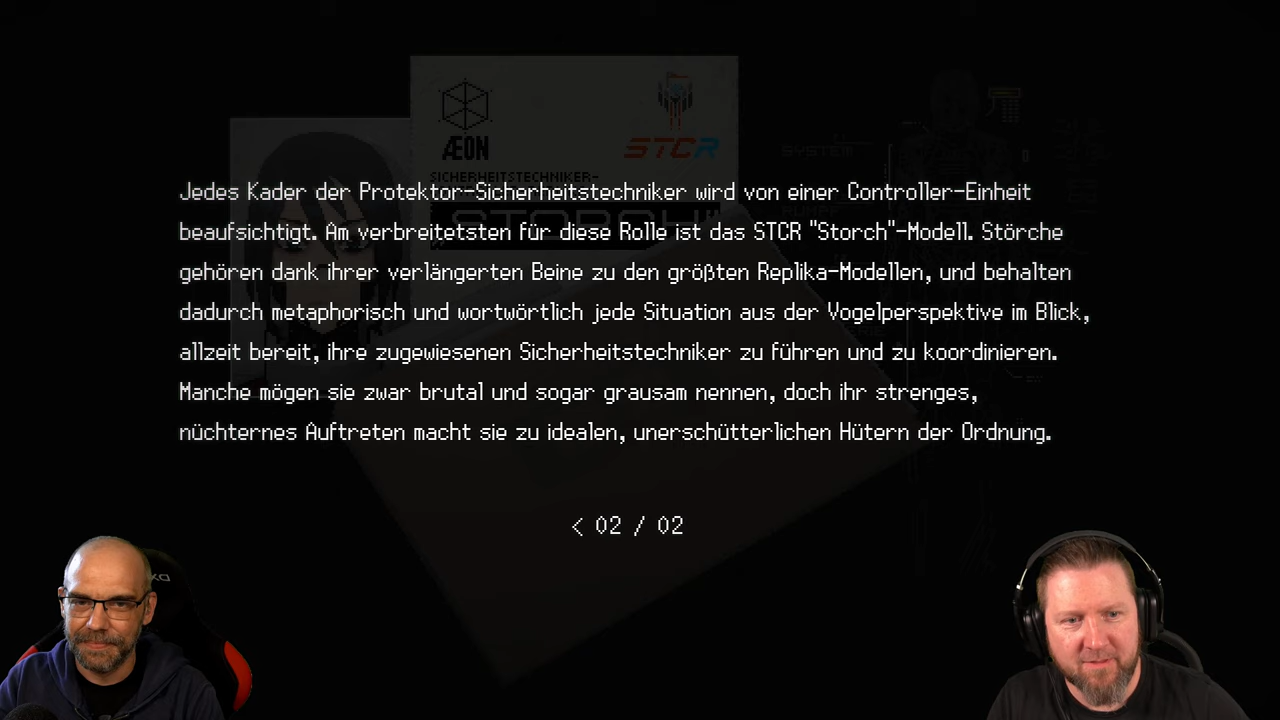 ÆON
STCR
SICHERHEITSTECHNIKER-
SYSTEM
Jedes Kader der Protektor-Sicherheitstechniker wird von einer Controller-Einheit
beaufsichtigt. Am verbreitetsten für diese Rolle ist das STCR "Storch"-Modell. Störche
gehören dank ihrer verlängerten Beine zu den größten Replika-Modellen, und behalten
dadurch metaphorisch und wortwörtlich jede Situation aus der Vogelperspektive im Blick,
allzeit bereit, ihre zugewiesenen Sicherheitstechniker zu führen und zu koordinieren.
Manche mögen sie zwar brutal und sogar grausam nennen, doch ihr strenges,
nüchternes Auftreten macht sie zu idealen, unerschütterlichen Hütern der Ordnung.
< 02 / 02